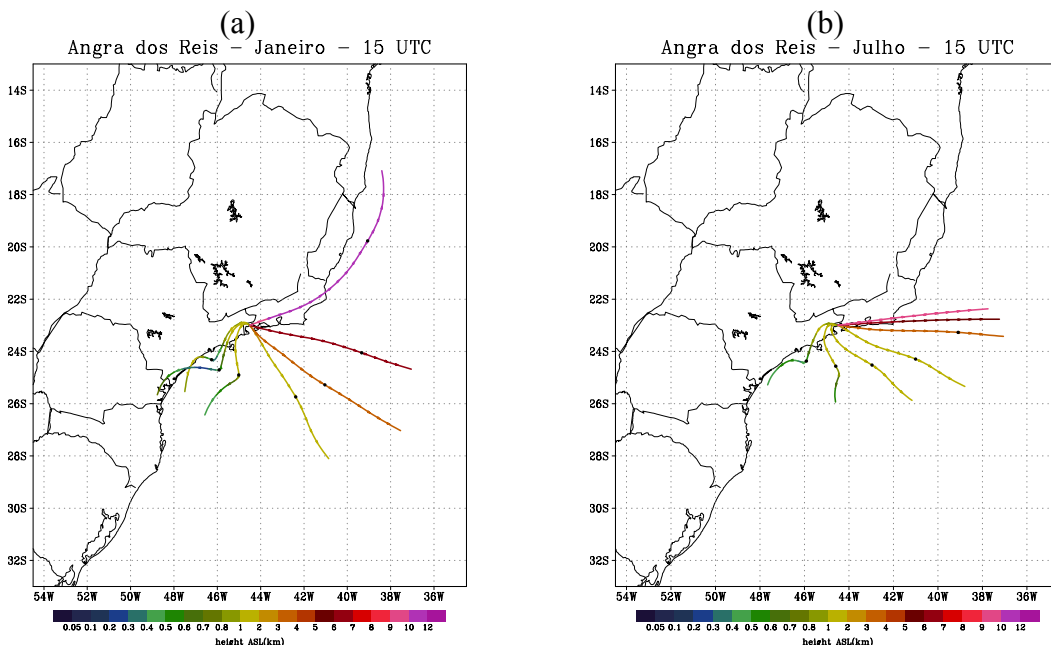 (a)
Angra dos Reis – Janeiro – 15 UTC
14S
16S
18S
20S
22S
24S
26S
28S
30S
32S
54W 52W 50W 48W 46W 44W 42W 40W 38W 36W
0.05 0.1 0.2 0.3 0.4 0.5 0.6 0.7 0.8 1 2 3 4 5 6 7 8 9 10 12
height ASL(km)
(b)
Angra dos Reis – Julho – 15 UTC
14S
16S
18S
20S
22S
24S
26S
28S
30S
32S
54W 52W 50W 48W 46W 44W 42W 40W 38W 36W
0.05 0.1 0.2 0.3 0.4 0.5 0.6 0.7 0.8 1 2 3 4 5 6 7 8 9 10 12
height ASL(km)